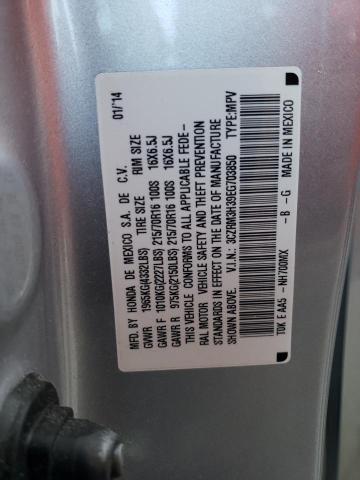 MFD. BY HONDA DE MEXICO S.A. DE C.V. 01/'14
GVWR 1965KG(4332LBS) TIRE SIZE RIM SIZE
GAWR F 1010KG(2227LBS) 215/70R16 100S 16X6.5J
GAWR R 975KG(2150LBS) 215/70R16 100S 16X6.5J
THIS VEHICLE CONFORMS TO ALL APPLICABLE FEDE-
RAL MOTOR VEHICLE SAFETY AND THEFT PREVENTION
STANDARDS IN EFFECT ON THE DATE OF MANUFACTURE
SHOWN ABOVE. V.I.N.: 3CZRM3H39EG703850 TYPE:MPV
T0K E AA5 -NH700MX -B -G MADE IN MEXICO